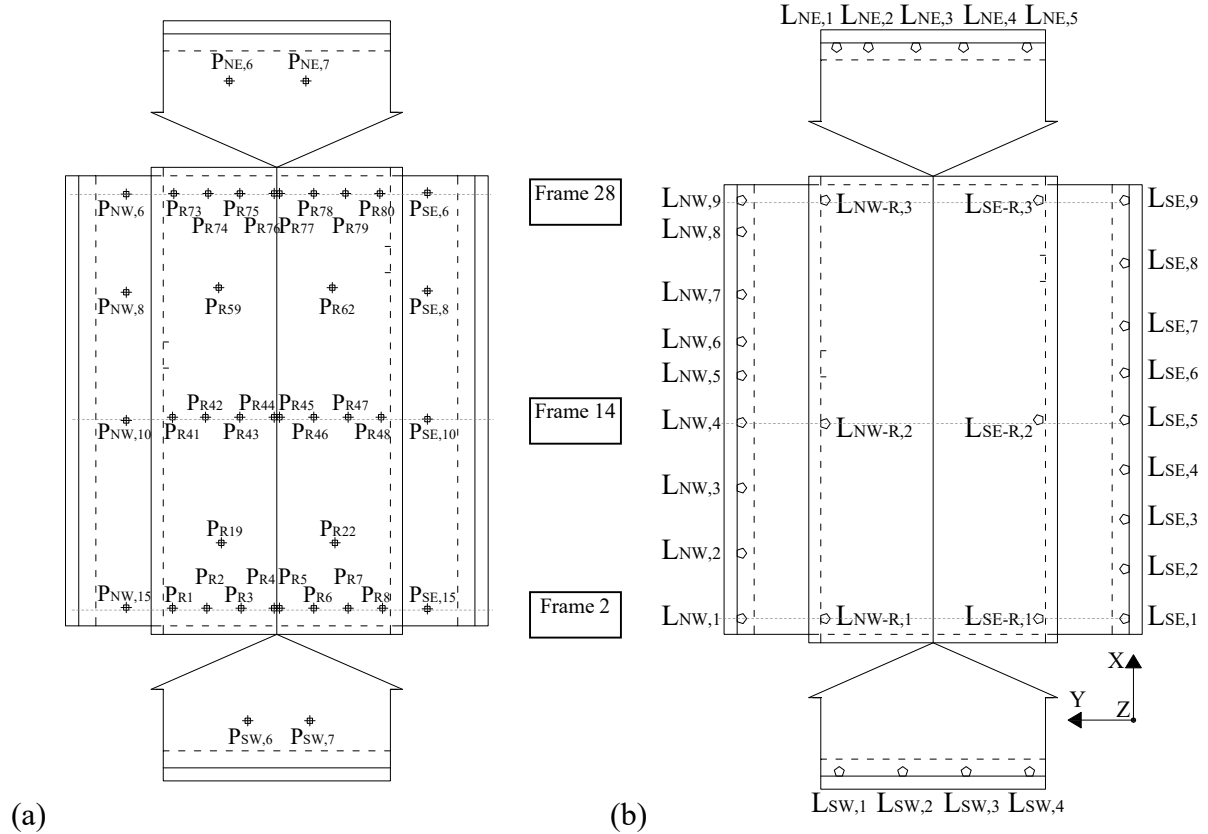 PNE,6 PNE,7
PNW,6 PR73 PR75 PR78 PR80 PSE,6
PR74 PR76 PR77 PR79
PNW,8 PR59 PR62 PSE,8
PR42 PR44 PR45 PR47
PNW,10 PR41 PR43 PR46 PR48 PSE,10
PR19 PR22
PR2 PR4 PR5 PR7
PNW,15 PR1 PR3 PR6 PR8 PSE,15
PSW,6 PSW,7
(a)
Frame 28
Frame 14
Frame 2
LNE,1 LNE,2 LNE,3 LNE,4 LNE,5
LNW,9 LNW-R,3 LSE-R,3 LSE,9
LNW,8
LSE,8
LNW,7
LSE,7
LNW,6
LSE,6
LNW,5
LNW,4 LNW-R,2 LSE-R,2 LSE,5
LSE,4
LNW,3
LSE,3
LNW,2
LSE,2
LNW,1 LNW-R,1 LSE-R,1 LSE,1
X
Y Z
LSW,1 LSW,2 LSW,3 LSW,4
(b)